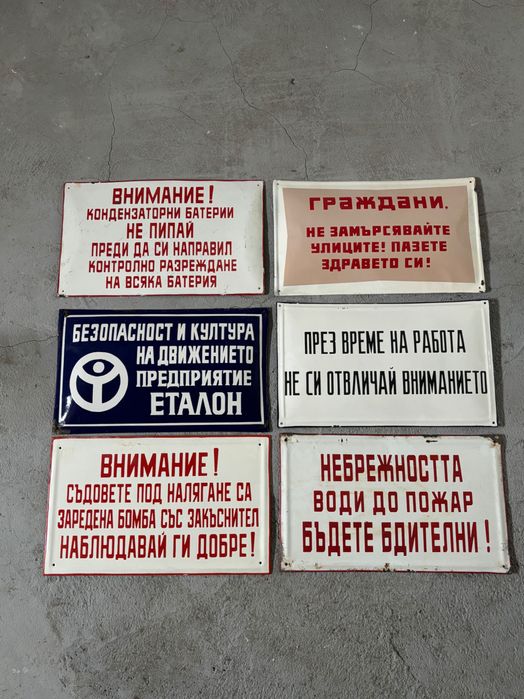 ВНИМАНИЕ!
КОНДЕНЗАТОРНИ БАТЕРИИ
НЕ ПИПАЙ
ПРЕДИ ДА СИ НАПРАВИЛ
КОНТРОЛНО РАЗРЕЖДАНЕ
НА ВСЯКА БАТЕРИЯ
ГРАЖДАНИ.
НЕ ЗАМЪРСЯВАЙТЕ
УЛИЦИТЕ! ПАЗЕТЕ
ЗДРАВЕТО СИ!
БЕЗОПАСНОСТ И КУЛТУРА
НА ДВИЖЕНИЕТО
ПРЕДПРИЯТИЕ
ЕТАЛОН
ПРЕЗ ВРЕМЕ НА РАБОТА
НЕ СИ ОТВЛИЧАЙ ВНИМАНИЕТО
ВНИМАНИЕ!
СЪДОВЕТЕ ПОД НАЛЯГАНЕ СА
ЗАРЕДЕНА БОМБА СЪС ЗАКЪСНИТЕЛ
НАБЛЮДАВАЙ ГИ ДОБРЕ!
НЕБРЕЖНОСТТА
ВОДИ ДО ПОЖАР
БЪДЕТЕ БДИТЕЛНИ!